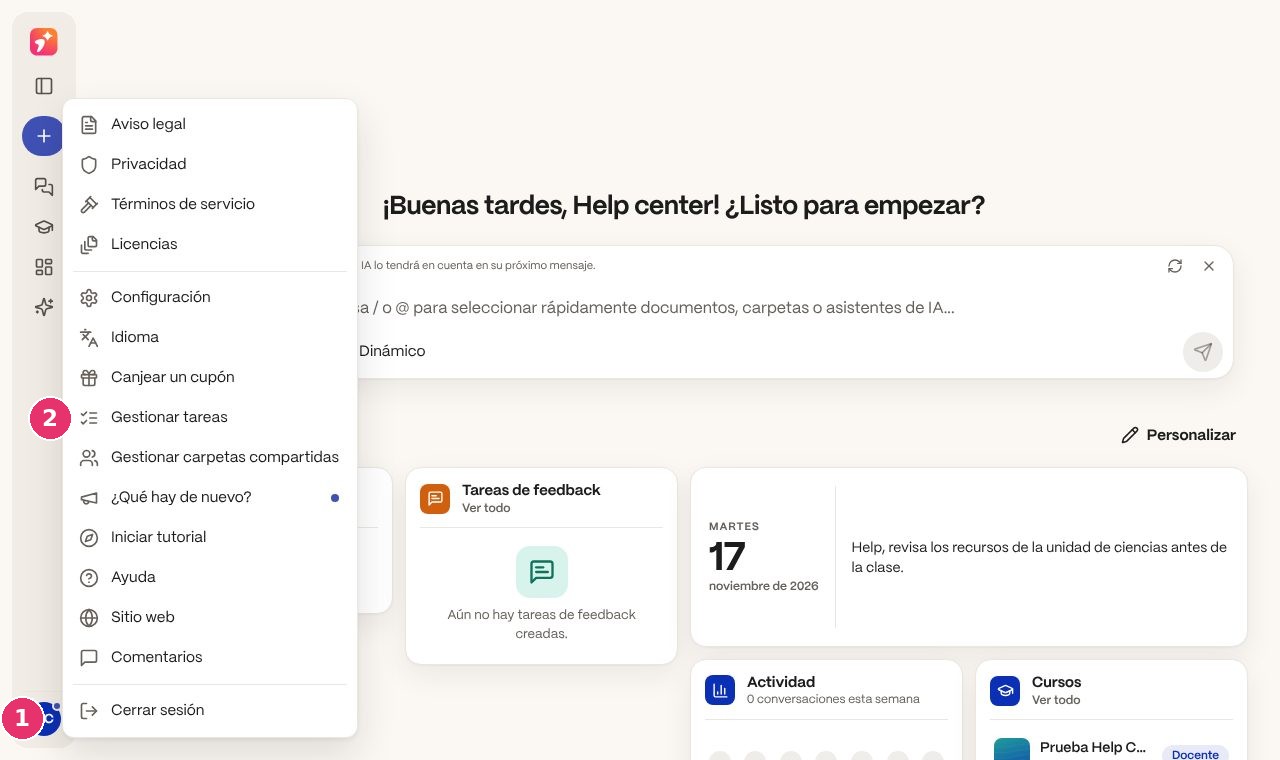 Aviso legal
Privacidad
Términos de servicio
Licencias
Configuración
Idioma
Canjear un cupón
2
Gestionar tareas
Gestionar carpetas compartidas
¿Qué hay de nuevo?
Iniciar tutorial
Ayuda
Sitio web
Comentarios
1
C
Cerrar sesión
¡Buenas tardes, Help center! ¿Listo para empezar?
IA lo tendrá en cuenta en su próximo mensaje.
/ o @ para seleccionar rápidamente documentos, carpetas o asistentes de IA...
Dinámico
Personalizar
Tareas de feedback
Ver todo
Aún no hay tareas de feedback
creadas.
MARTES
17
noviembre de 2026
Help, revisa los recursos de la unidad de ciencias antes de
la clase.
Actividad
0 conversaciones esta semana
Cursos
Ver todo
Prueba Help C...
Docente